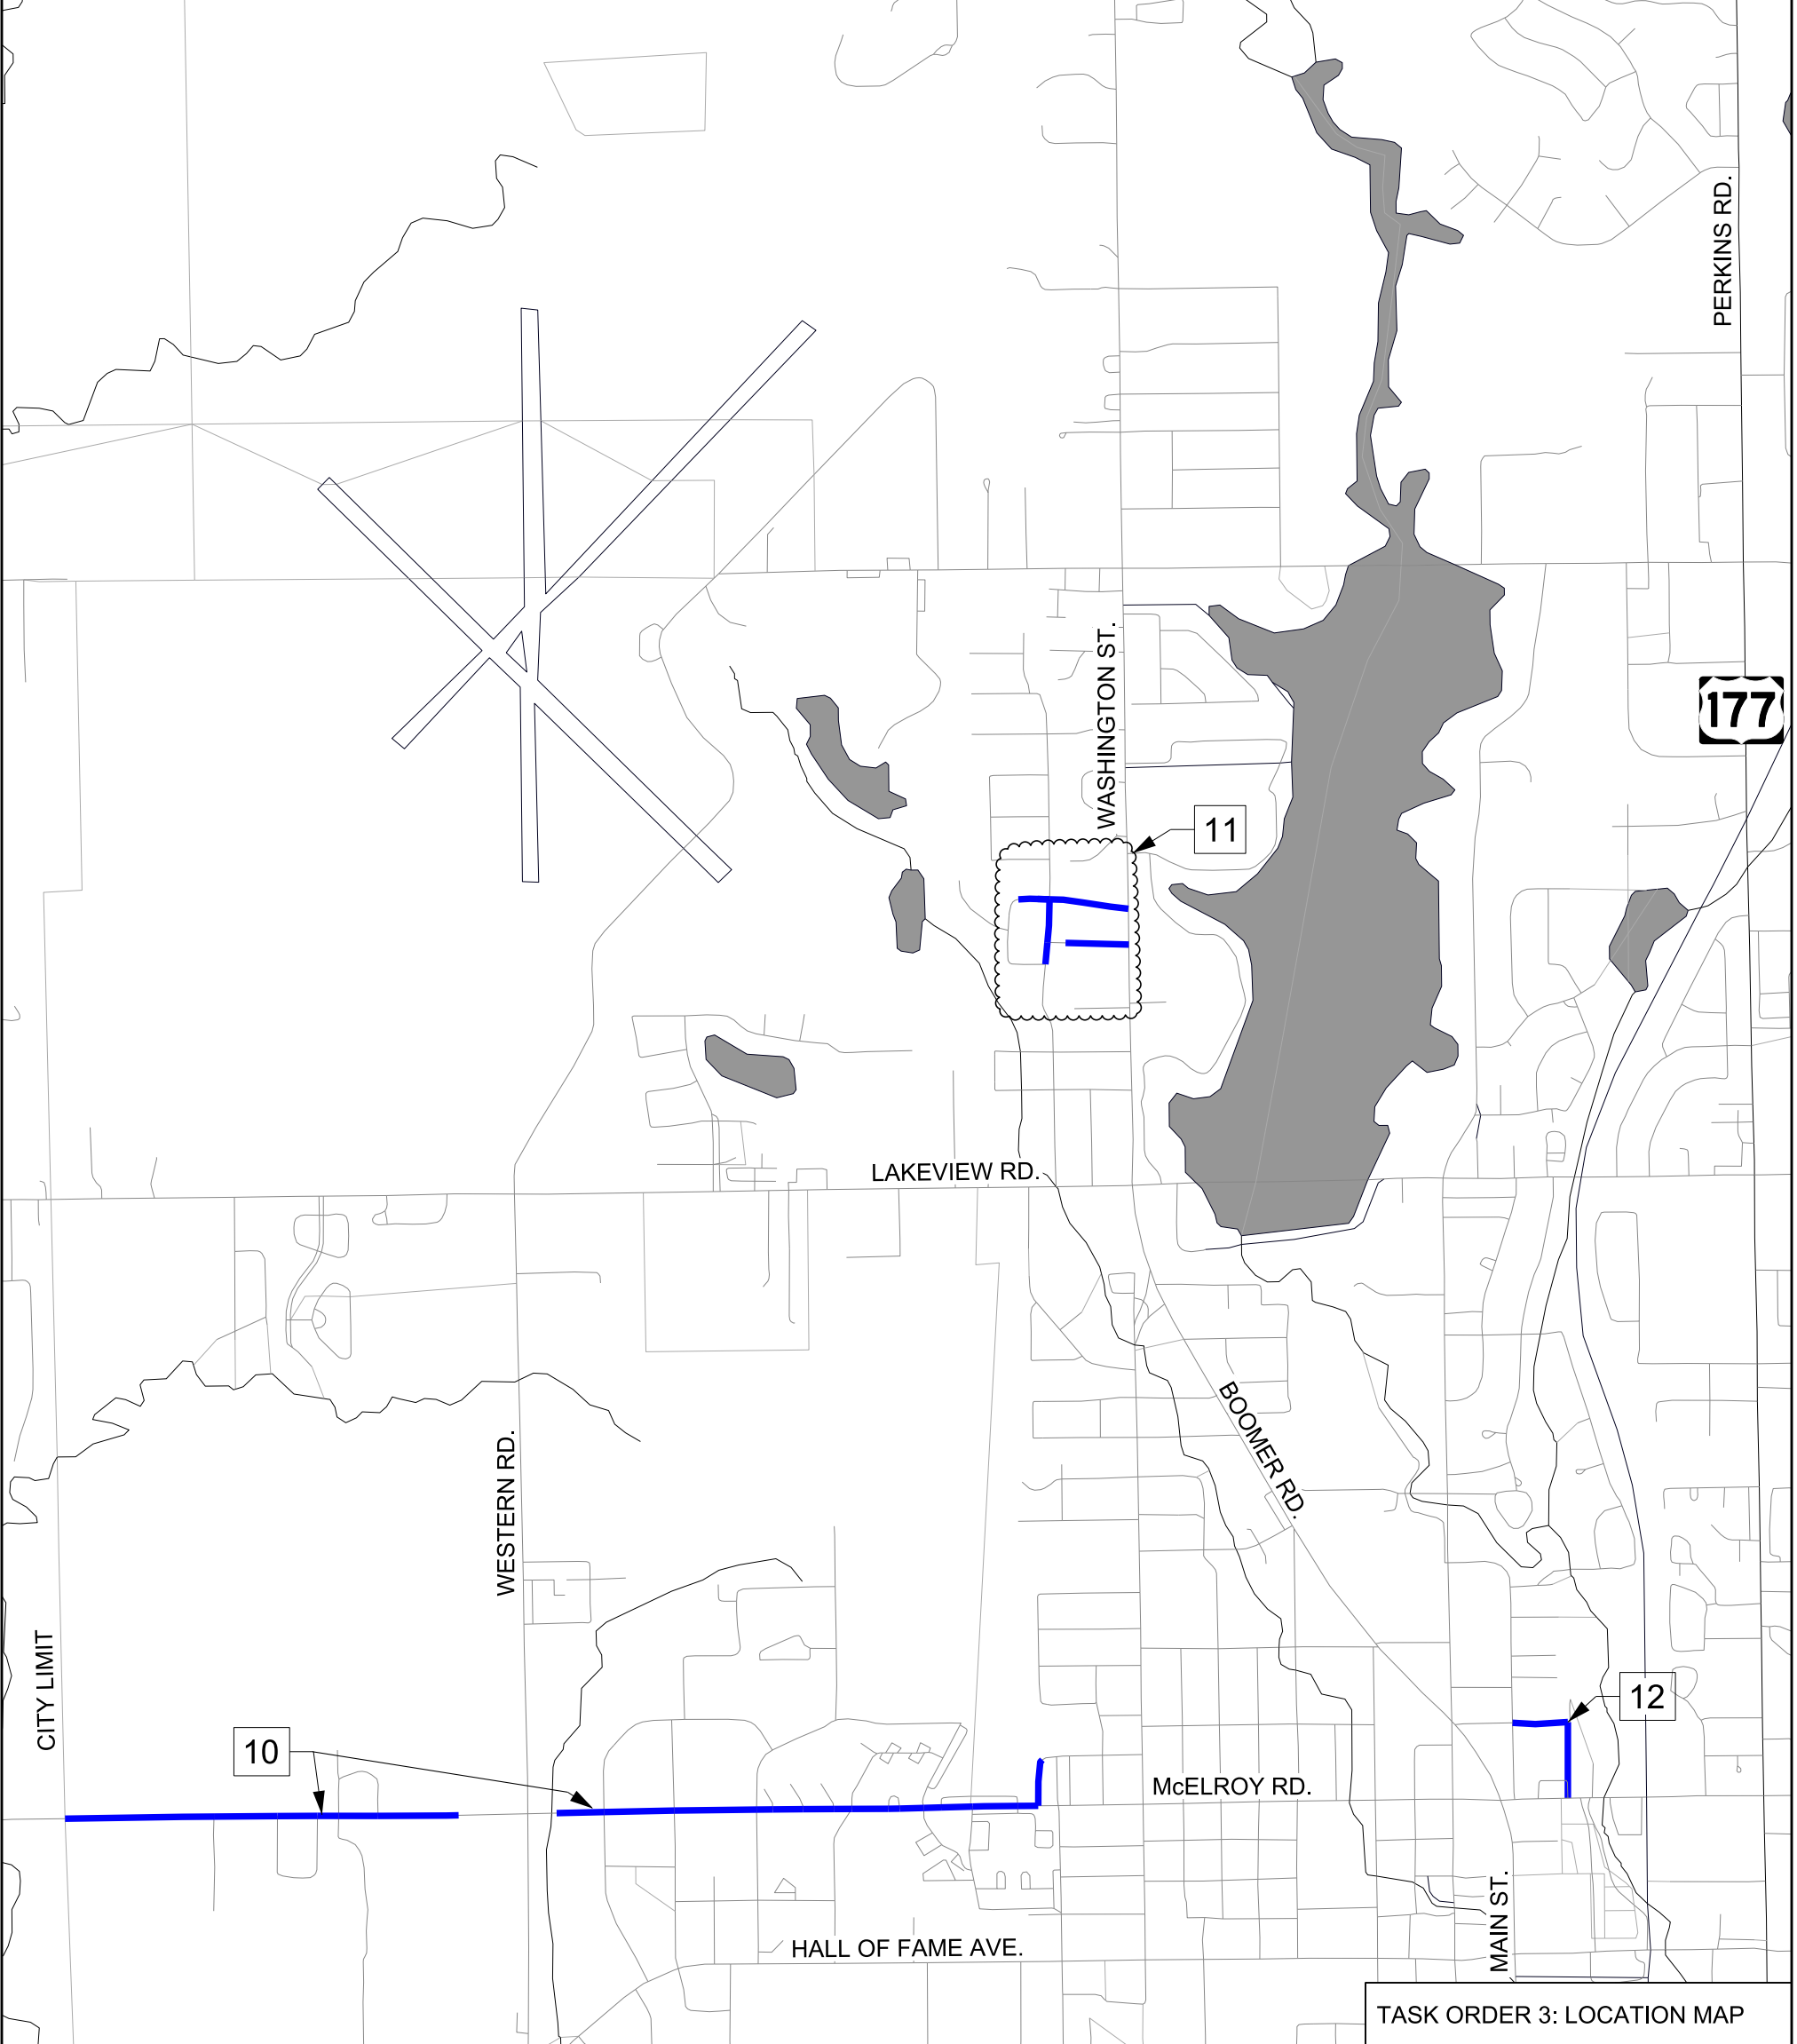 PERKINS RD.
177
WASHINGTON ST.
11
LAKEVIEW RD.
BOOMER RD.
WESTERN RD.
CITY LIMIT
12
10
McELROY RD.
MAIN ST.
HALL OF FAME AVE.
TASK ORDER 3: LOCATION MAP